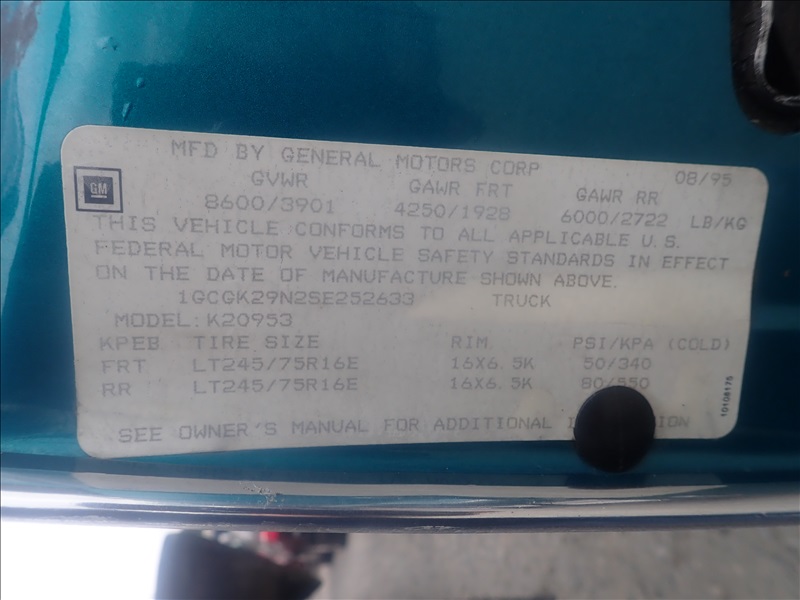 MFD BY GENERAL MOTORS CORP 08/95
GM
GVWR GAWR FRT GAWR RR
8600/3901 4250/1928 6000/2722 LB/KG
THIS VEHICLE CONFORMS TO ALL APPLICABLE U.S.
FEDERAL MOTOR VEHICLE SAFETY STANDARDS IN EFFECT
ON THE DATE OF MANUFACTURE SHOWN ABOVE.
1GCGK29N2SE252633 TRUCK
MODEL: K20953
KPEB TIRE SIZE RIM PSI/KPA (COLD)
FRT LT245/75R16E 16X6.5K 50/340
RR LT245/75R16E 16X6.5K 80/550
SEE OWNER'S MANUAL FOR ADDITIONAL